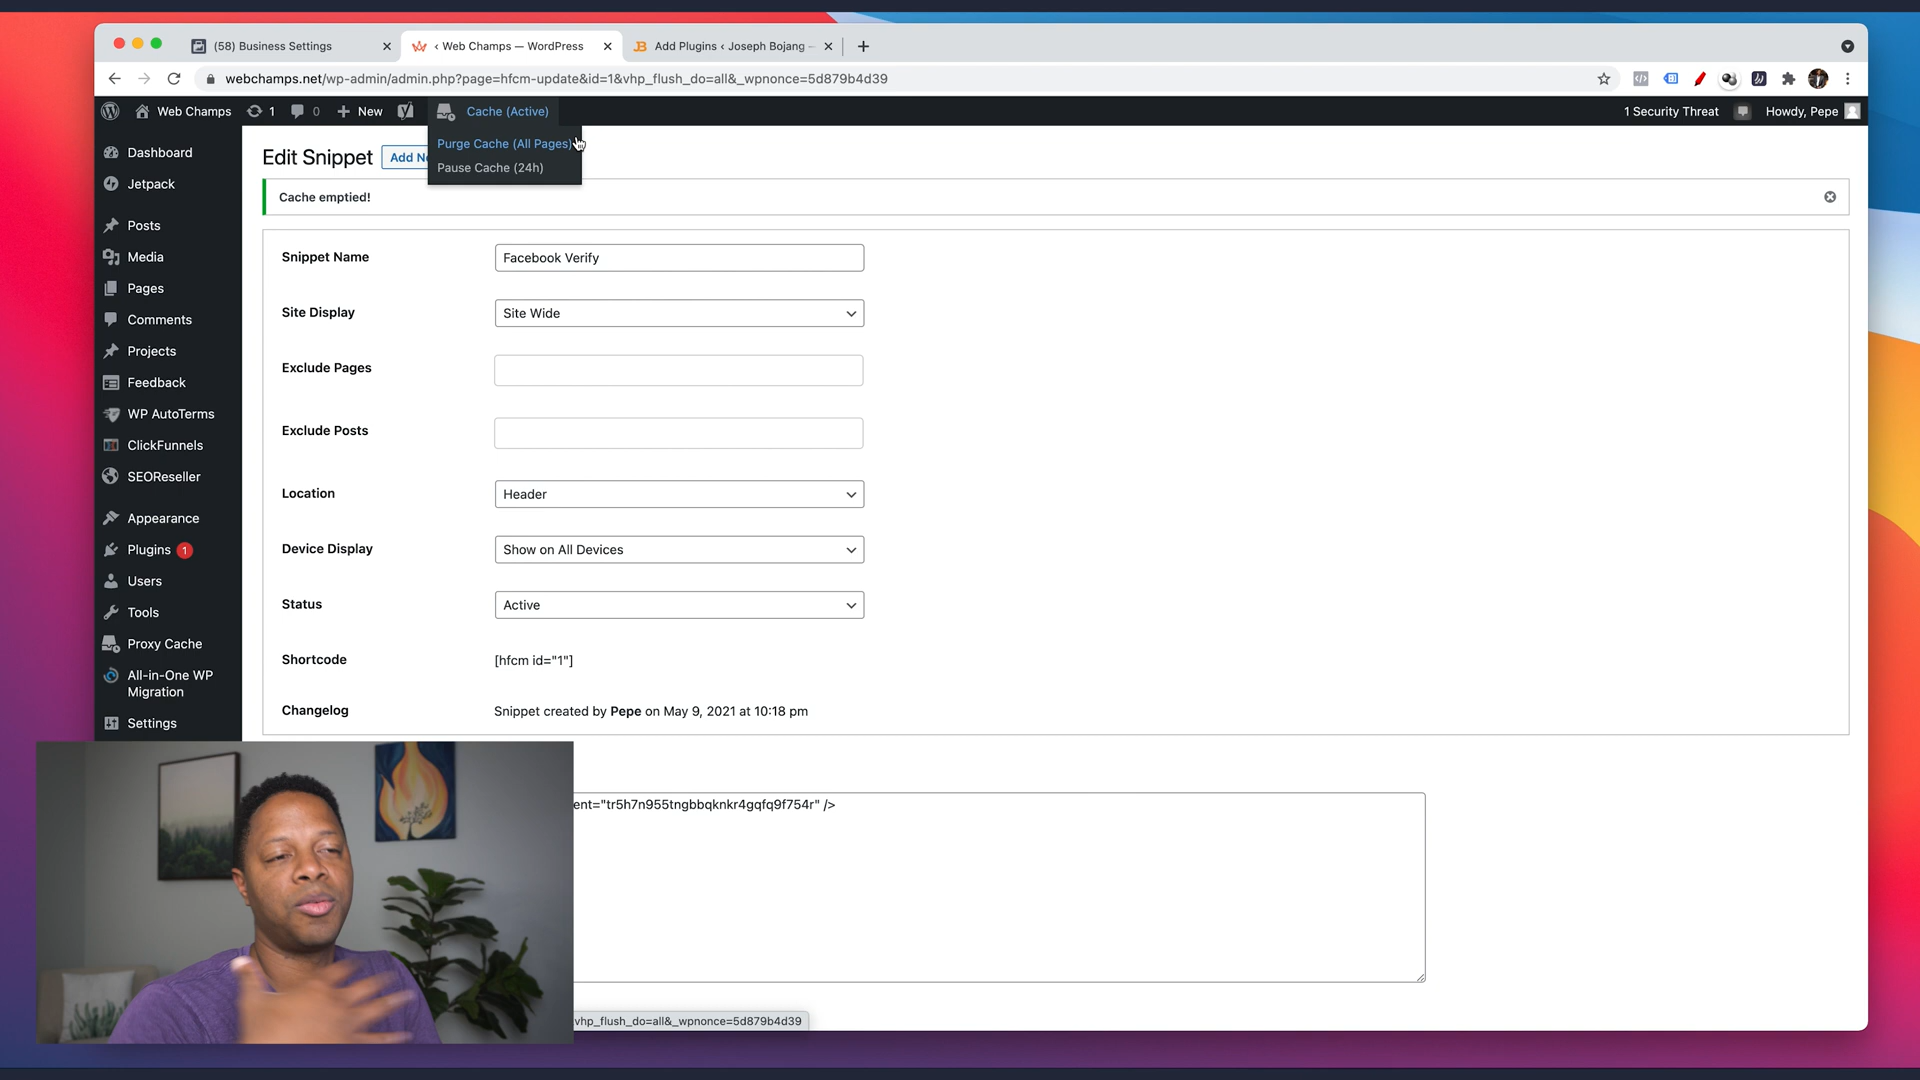 (58) Business Settings
‹ Web Champs — WordPress
Add Plugins ‹ Joseph Bojang
webchamps.net/wp-admin/admin.php?page=hfcm-update&id=1&vhp_flush_do=all&_wpnonce=5d879b4d39
Web Champs 1 0 New Cache (Active) 1 Security Threat Howdy, Pepe
Purge Cache (All Pages)
Pause Cache (24h)
Dashboard
Jetpack
Posts
Media
Pages
Comments
Projects
Feedback
WP AutoTerms
ClickFunnels
SEOReseller
Appearance
Plugins 1
Users
Tools
Proxy Cache
All-in-One WP
Migration
Settings
Edit Snippet Add
Cache emptied!
Snippet Name Facebook Verify
Site Display Site Wide
Exclude Pages
Exclude Posts
Location Header
Device Display Show on All Devices
Status Active
Shortcode [hfcm id="1"]
Changelog Snippet created by Pepe on May 9, 2021 at 10:18 pm
ent="tr5h7n955tngbbqknkr4gqfq9f754r" />
vhp_flush_do=all&_wpnonce=5d879b4d39